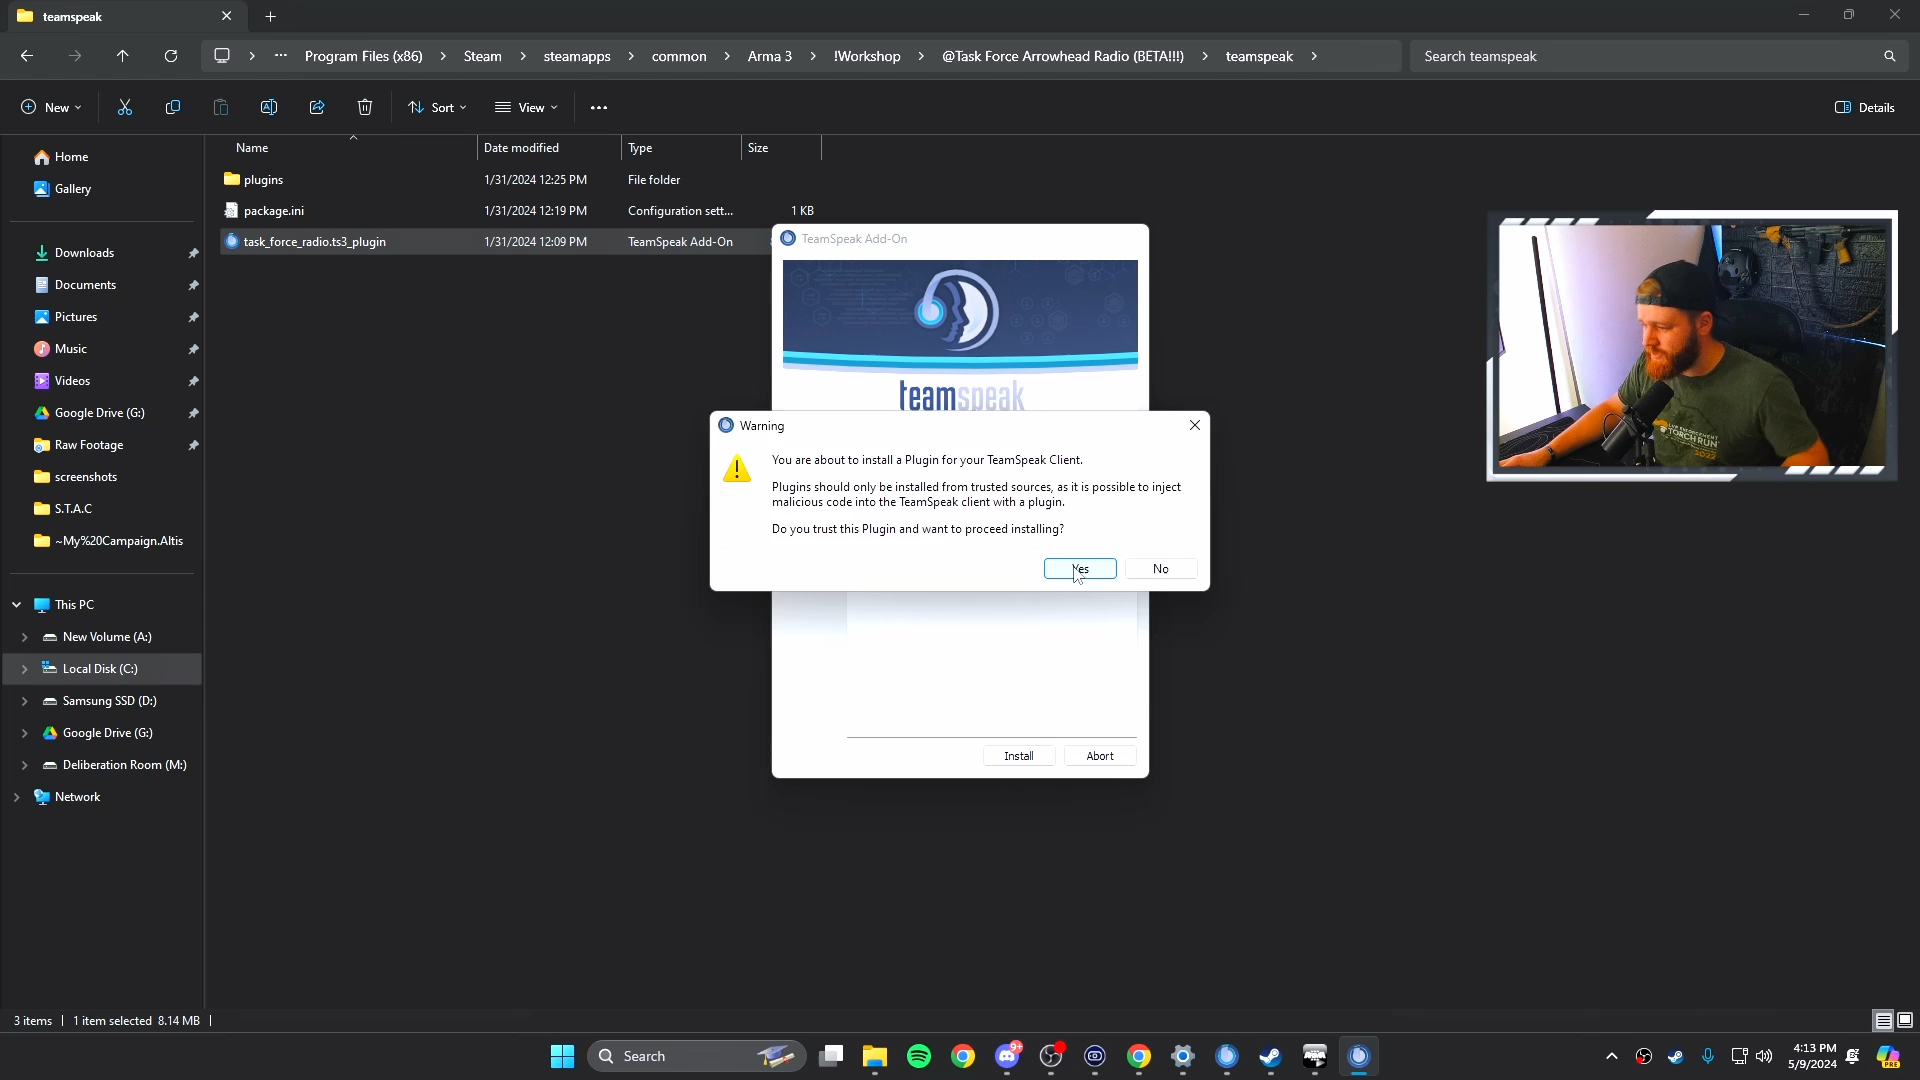 teamspeak
Program Files (x86) Steam steamapps common Arma 3 !Workshop @Task Force Arrowhead Radio (BETA!!!) teamspeak
Search teamspeak
New Sort View Details
Name Date modified Type Size
plugins 1/31/2024 12:25 PM File folder
package.ini 1/31/2024 12:19 PM Configuration sett... 1 KB
task_force_radio.ts3_plugin 1/31/2024 12:09 PM TeamSpeak Add-On
Home
Gallery
Downloads
Documents
Pictures
Music
Videos
Google Drive (G:)
Raw Footage
screenshots
S.T.A.C
~My%20Campaign.Altis
This PC
New Volume (A:)
Local Disk (C:)
Samsung SSD (D:)
Google Drive (G:)
Deliberation Room (M:)
Network
TeamSpeak Add-On
teamspeak
Warning
You are about to install a Plugin for your TeamSpeak Client.
Plugins should only be installed from trusted sources, as it is possible to inject
malicious code into the TeamSpeak client with a plugin.
Do you trust this Plugin and want to proceed installing?
Yes No
Install Abort
TORCH RUN
2022
3 items 1 item selected 8.14 MB
Search
9+
4:13 PM
5/9/2024
PRE